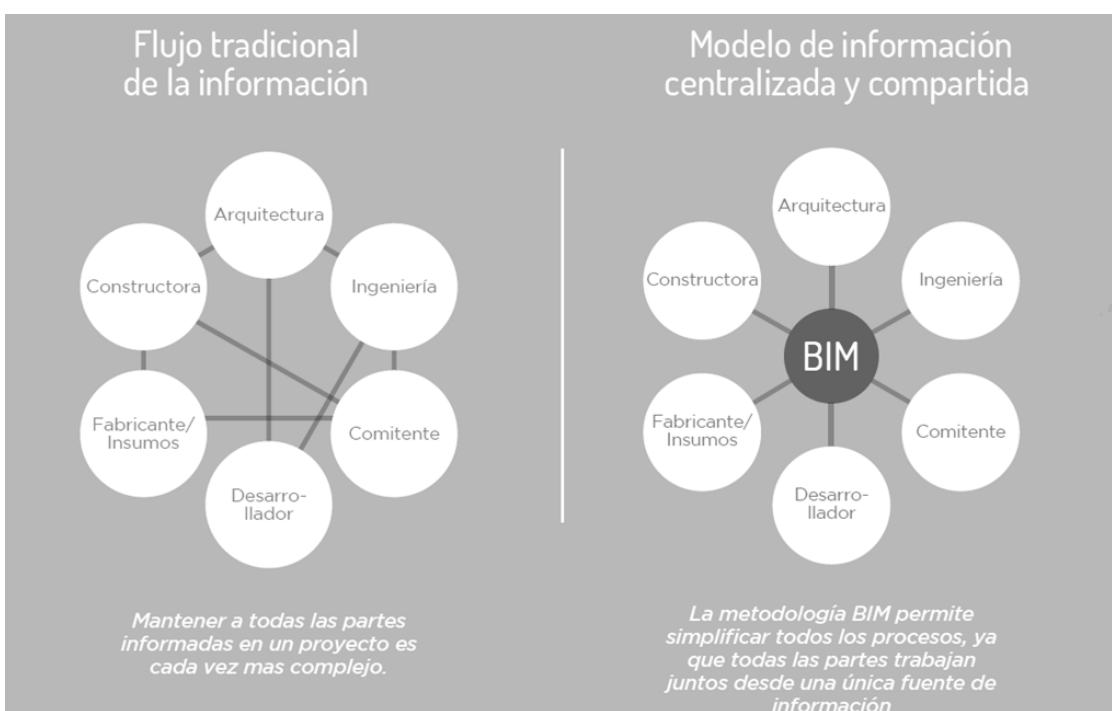 Flujo tradicional
de la información
Arquitectura
Constructora
Ingeniería
Fabricante/
Insumos
Comitente
Desarro-
llador
Mantener a todas las partes
informadas en un proyecto es
cada vez mas complejo.
Modelo de información
centralizada y compartida
Arquitectura
Constructora
Ingeniería
BIM
Fabricante/
Insumos
Comitente
Desarro-
llador
La metodología BIM permite
simplificar todos los procesos, ya
que todas las partes trabajan
juntos desde una única fuente de
información